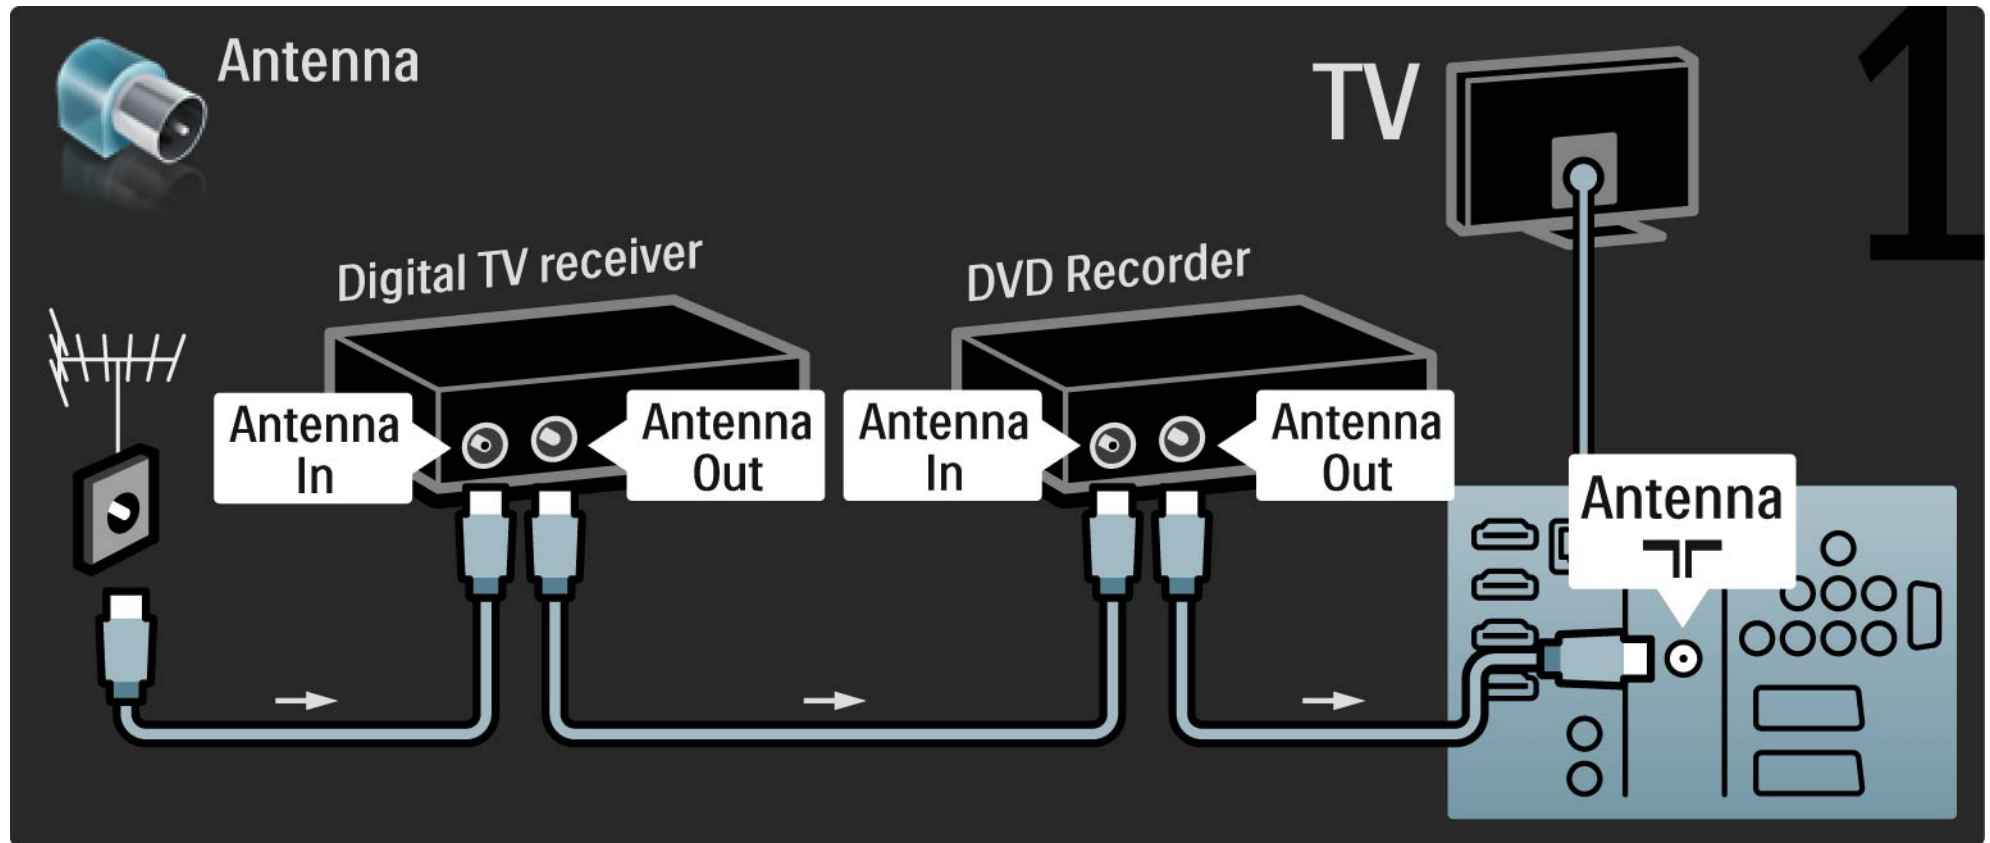 Antenna
TV
1
Digital TV receiver
DVD Recorder
Antenna
In
Antenna
Out
Antenna
In
Antenna
Out
Antenna